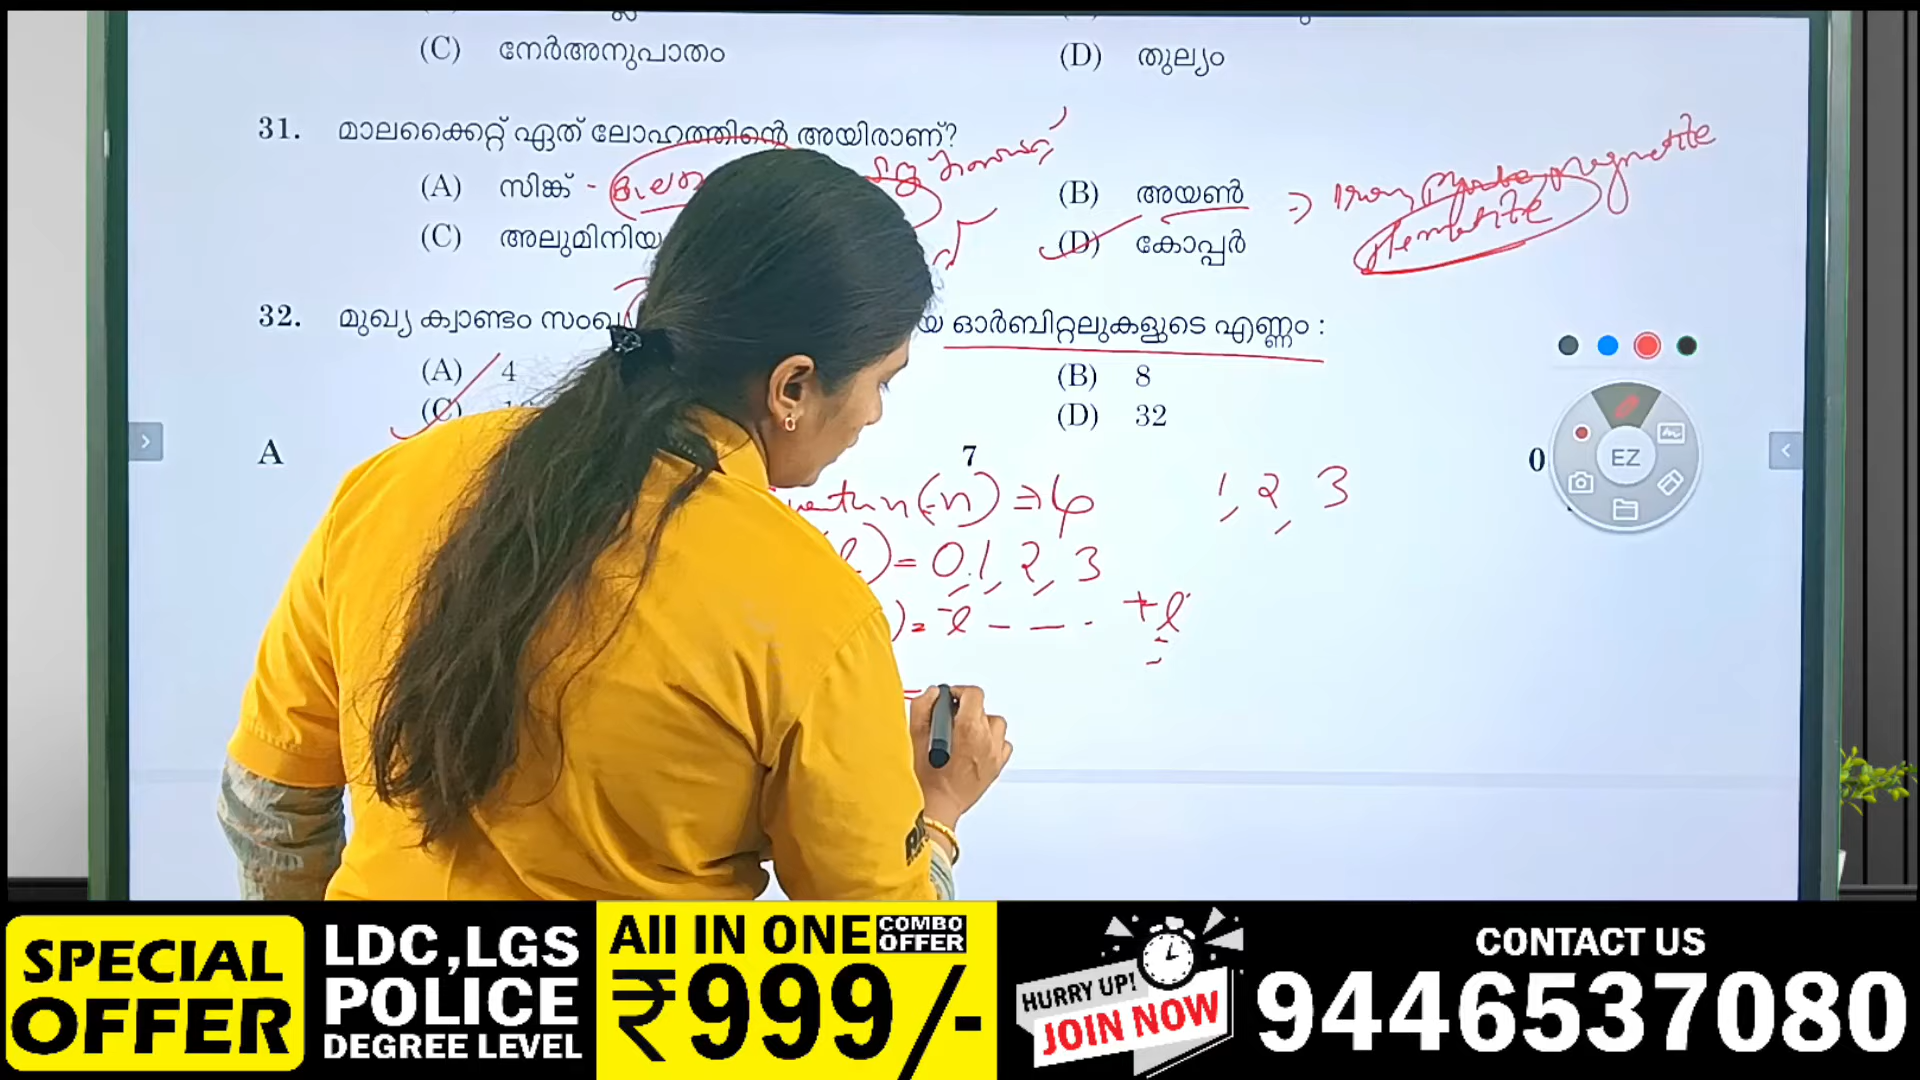 (C) നേർഅനുപാതം (D) തുല്യം
31. മാലക്കൈറ്റ് ഏത് ലോഹത്തിന്റെ അയിരാണ്?
(A) സിങ്ക് - (B) അയൺ => Iron magnetite
Hematite
(C) അലുമിനിയ (D) കോപ്പർ
32. മുഖ്യ ക്വാണ്ടം സംഖ്യ യ ഓർബിറ്റലുകളുടെ എണ്ണം :
(A) 4 (B) 8
(C) (D) 32
A 7 0
EZ
(n) => 1, 2, 3
(l) = 0, 1, 2, 3
) = -l - - - +l
=
SPECIAL OFFER
LDC,LGS
POLICE
DEGREE LEVEL
All IN ONE COMBO OFFER
₹999/-
HURRY UP!
JOIN NOW
CONTACT US
9446537080